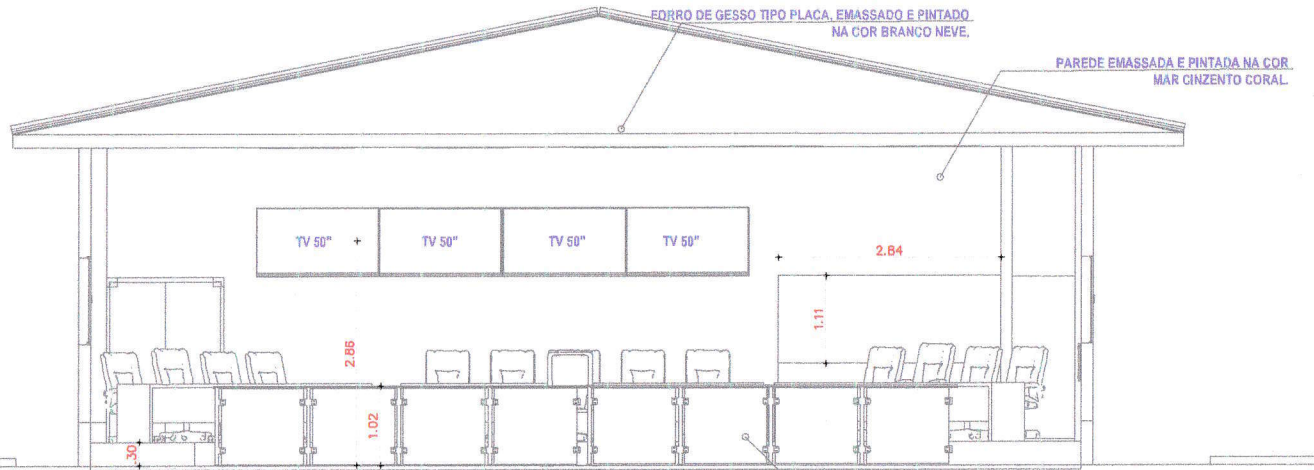 FORRO DE GESSO TIPO PLACA, EMASSADO E PINTADO
NA COR BRANCO NEVE.
PAREDE EMASSADA E PINTADA NA COR
MAR CINZENTO CORAL.
TV 50" TV 50" TV 50" TV 50"
2.84
1.11
2.86
1.02
.30